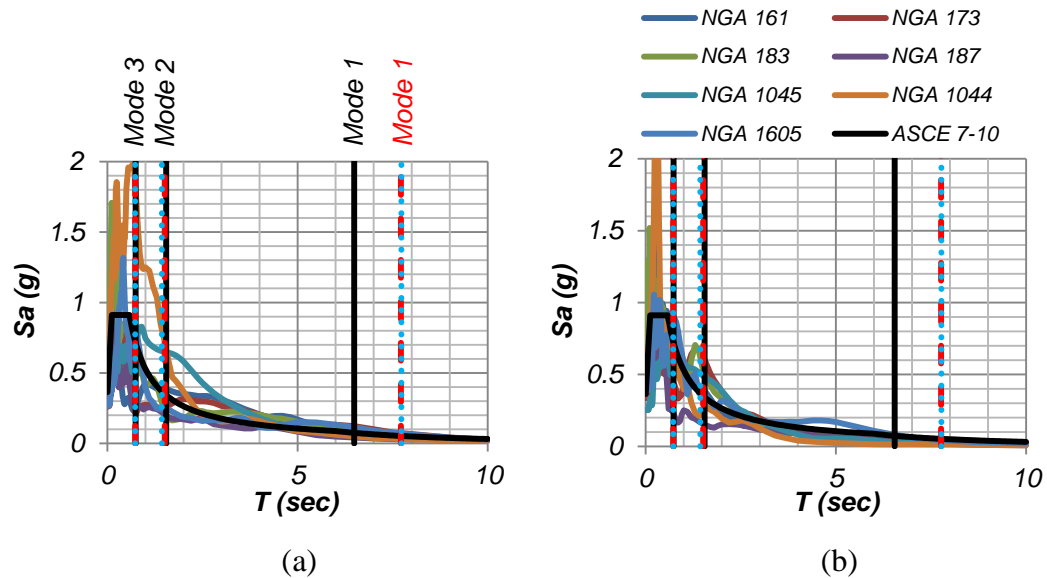 Mode 3
Mode 2
Mode 1
Mode 1
NGA 161
NGA 173
NGA 183
NGA 187
NGA 1045
NGA 1044
NGA 1605
ASCE 7-10
Sa (g)
2
1.5
1
0.5
0
0
5
10
T (sec)
(a)
Sa (g)
2
1.5
1
0.5
0
0
5
10
T (sec)
(b)